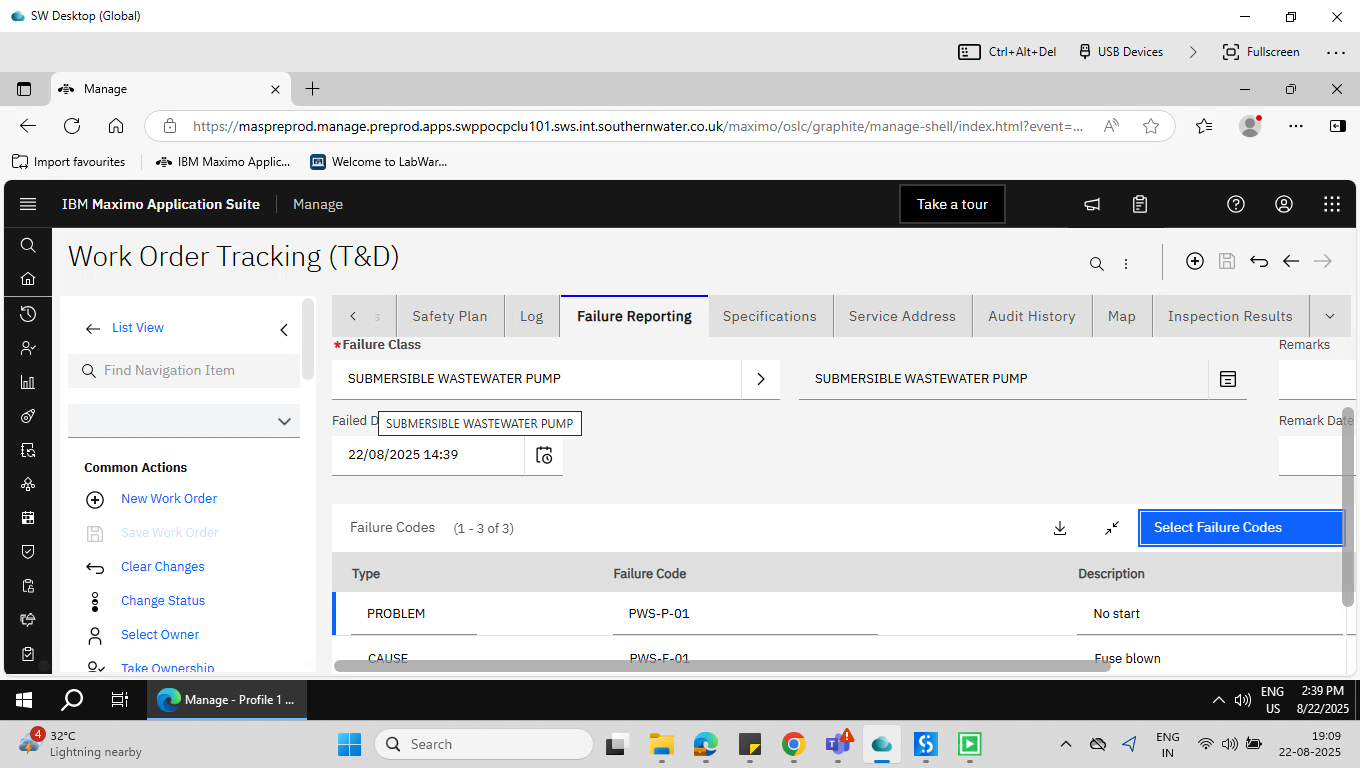 SW Desktop (Global)
Ctrl+Alt+Del
USB Devices
Fullscreen
Manage
https://maspreprod.manage.preprod.apps.swppocpclu101.sws.int.southernwater.co.uk/maximo/oslc/graphite/manage-shell/index.html?event=...
Import favourites
IBM Maximo Applic...
Welcome to LabWar...
IBM Maximo Application Suite
Manage
Take a tour
Work Order Tracking (T&D)
List View
Find Navigation Item
Common Actions
New Work Order
Save Work Order
Clear Changes
Change Status
Select Owner
Take Ownership
s
Safety Plan
Log
Failure Reporting
Specifications
Service Address
Audit History
Map
Inspection Results
*Failure Class
Remarks
SUBMERSIBLE WASTEWATER PUMP
SUBMERSIBLE WASTEWATER PUMP
Failed D
SUBMERSIBLE WASTEWATER PUMP
Remark Date
22/08/2025 14:39
Failure Codes (1 - 3 of 3)
Select Failure Codes
Type Failure Code Description
PROBLEM PWS-P-01 No start
CAUSE PWS-F-01 Fuse blown
Manage - Profile 1 ...
ENG
US
2:39 PM
8/22/2025
4
32°C
Lightning nearby
Search
ENG
IN
19:09
22-08-2025